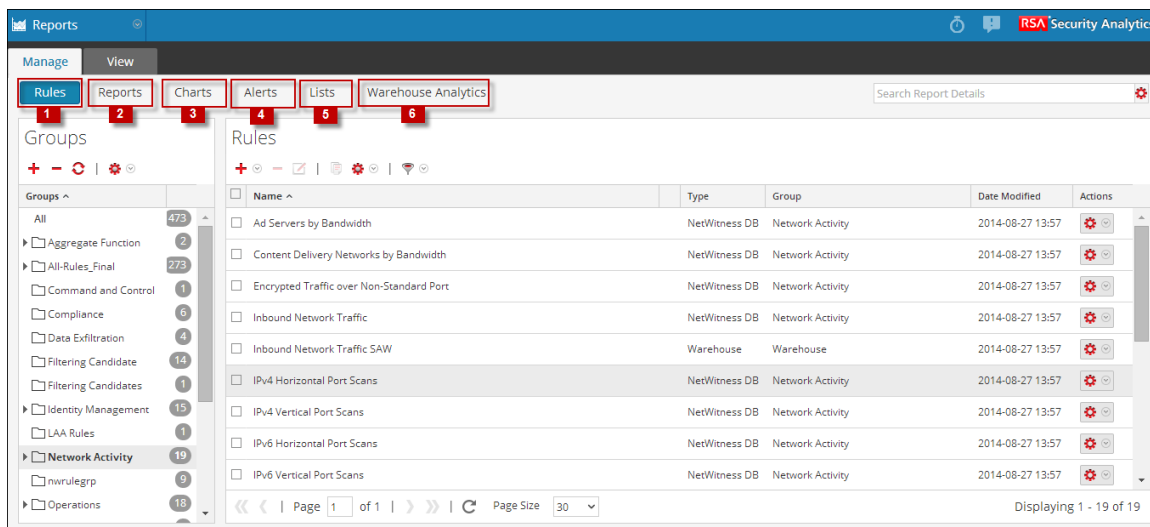 Reports
RSA Security Analytics
Manage View
Rules Reports Charts Alerts Lists Warehouse Analytics
Search Report Details
1 2 3 4 5 6
Groups
Groups
All 473
Aggregate Function 2
All-Rules_Final 273
Command and Control 1
Compliance 6
Data Exfiltration 4
Filtering Candidate 14
Filtering Candidates 1
Identity Management 15
LAA Rules 1
Network Activity 19
nwrulegrp 9
Operations 18
Rules
Name Type Group Date Modified Actions
Ad Servers by Bandwidth NetWitness DB Network Activity 2014-08-27 13:57
Content Delivery Networks by Bandwidth NetWitness DB Network Activity 2014-08-27 13:57
Encrypted Traffic over Non-Standard Port NetWitness DB Network Activity 2014-08-27 13:57
Inbound Network Traffic NetWitness DB Network Activity 2014-08-27 13:57
Inbound Network Traffic SAW Warehouse Warehouse 2014-08-27 13:57
IPv4 Horizontal Port Scans NetWitness DB Network Activity 2014-08-27 13:57
IPv4 Vertical Port Scans NetWitness DB Network Activity 2014-08-27 13:57
IPv6 Horizontal Port Scans NetWitness DB Network Activity 2014-08-27 13:57
IPv6 Vertical Port Scans NetWitness DB Network Activity 2014-08-27 13:57
Page 1 of 1 Page Size 30 Displaying 1 - 19 of 19